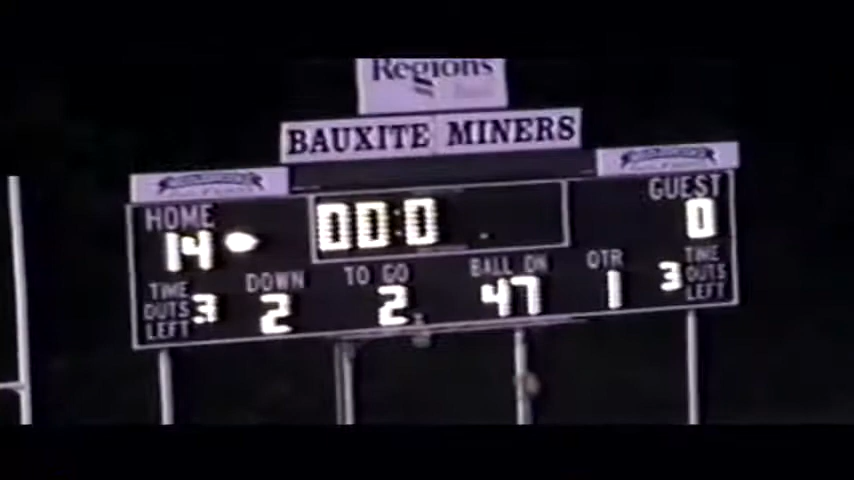 Regions
BAUXITE MINERS
HOME
GUEST
14
00:0
0
DOWN
TO GO
BALL ON
QTR
TIME
OUTS
LEFT
3
2
2
47
1
3
TIME
OUTS
LEFT